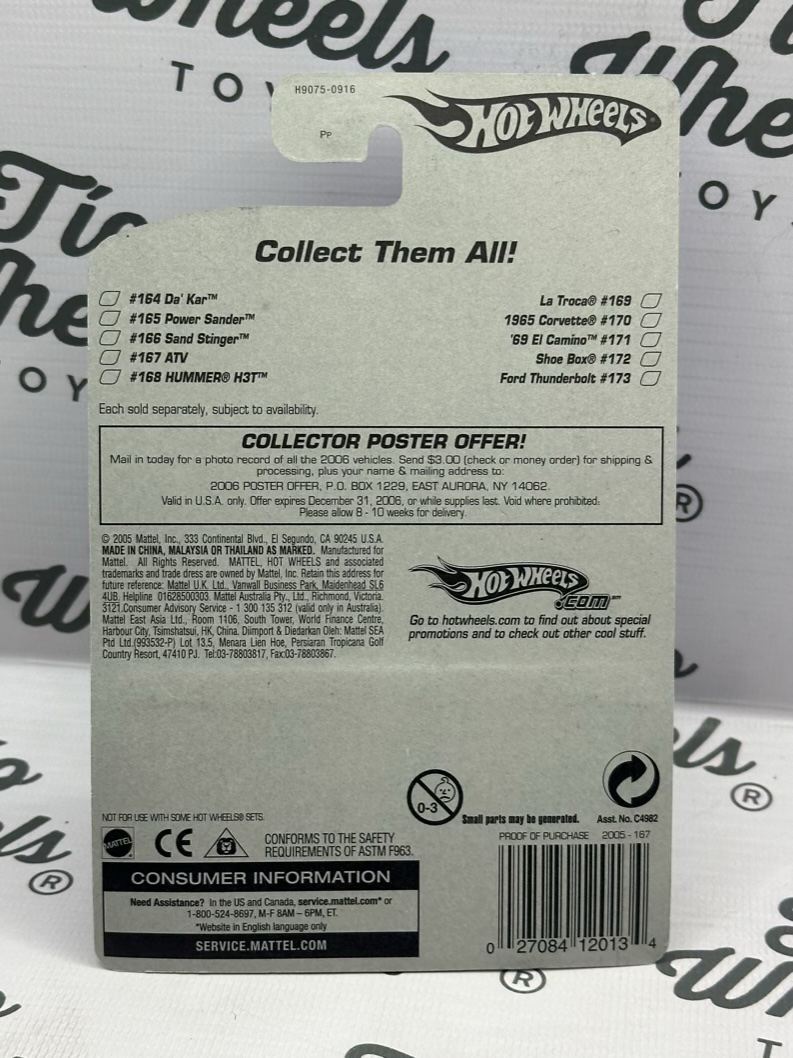 Wheels
TOY
H9075-0916
HOT WHEELS
PP
Collect Them All!
#164 Da' Kar™
#165 Power Sander™
#166 Sand Stinger™
#167 ATV
#168 HUMMER® H3T™
La Troca® #169
1965 Corvette® #170
'69 El Camino™ #171
Shoe Box® #172
Ford Thunderbolt #173
Each sold separately, subject to availability.
COLLECTOR POSTER OFFER!
Mail in today for a photo record of all the 2006 vehicles. Send $3.00 (check or money order) for shipping &
processing, plus your name & mailing address to:
2006 POSTER OFFER, P.O. BOX 1229, EAST AURORA, NY 14062.
Valid in U.S.A. only. Offer expires December 31, 2006, or while supplies last. Void where prohibited.
Please allow 8 - 10 weeks for delivery.
© 2005 Mattel, Inc., 333 Continental Blvd., El Segundo, CA 90245 U.S.A.
MADE IN CHINA, MALAYSIA OR THAILAND AS MARKED. Manufactured for
Mattel. All Rights Reserved. MATTEL, HOT WHEELS and associated
trademarks and trade dress are owned by Mattel, Inc. Retain this address for
future reference: Mattel U.K. Ltd., Vanwall Business Park, Maidenhead SL6
4UB. Helpline 01628500303. Mattel Australia Pty., Ltd., Richmond, Victoria.
3121.Consumer Advisory Service - 1 300 135 312 (valid only in Australia).
Mattel East Asia Ltd., Room 1106, South Tower, World Finance Centre,
Harbour City, Tsimshatsui, HK, China. Diimport & Diedarkan Oleh: Mattel SEA
Ptd Ltd.(993532-P) Lot 13.5, Menara Lien Hoe, Persiaran Tropicana Golf
Country Resort, 47410 PJ. Tel:03-78803817, Fax:03-78803867.
HOT WHEELS
.COM™
Go to hotwheels.com to find out about special
promotions and to check out other cool stuff.
0-3
NOT FOR USE WITH SOME HOT WHEELS® SETS.
Small parts may be generated.
Asst. No. C4982
MATTEL
CE
CONFORMS TO THE SAFETY
REQUIREMENTS OF ASTM F963.
PROOF OF PURCHASE 2005 - 167
CONSUMER INFORMATION
Need Assistance? In the US and Canada, service.mattel.com* or
1-800-524-8697, M-F 8AM – 6PM, ET.
*Website in English language only
SERVICE.MATTEL.COM
0 27084 12013 4